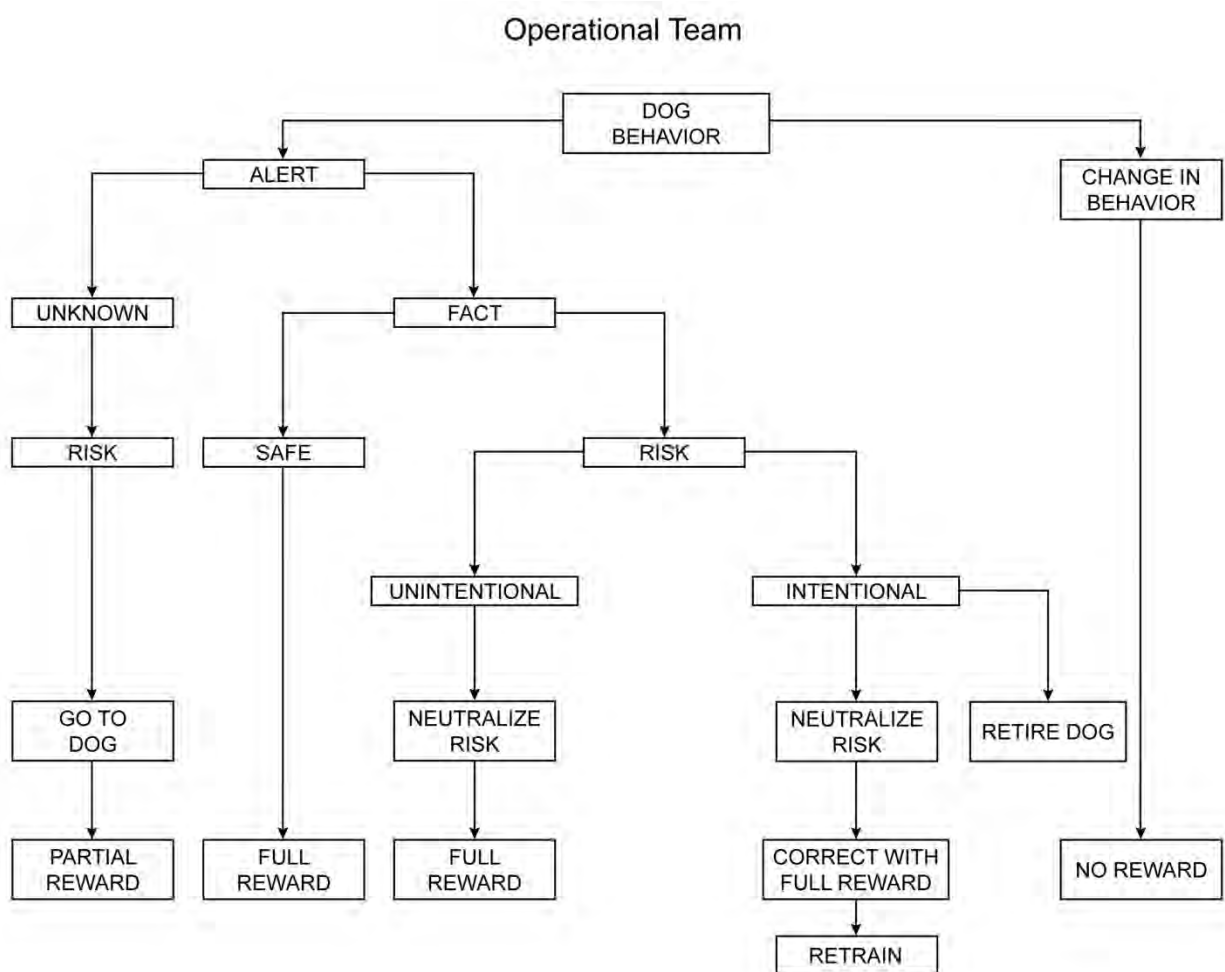 Operational Team
DOG
BEHAVIOR
ALERT
CHANGE IN
BEHAVIOR
UNKNOWN
FACT
RISK
SAFE
RISK
UNINTENTIONAL
INTENTIONAL
GO TO
DOG
NEUTRALIZE
RISK
NEUTRALIZE
RISK
RETIRE DOG
PARTIAL
REWARD
FULL
REWARD
FULL
REWARD
CORRECT WITH
FULL REWARD
NO REWARD
RETRAIN